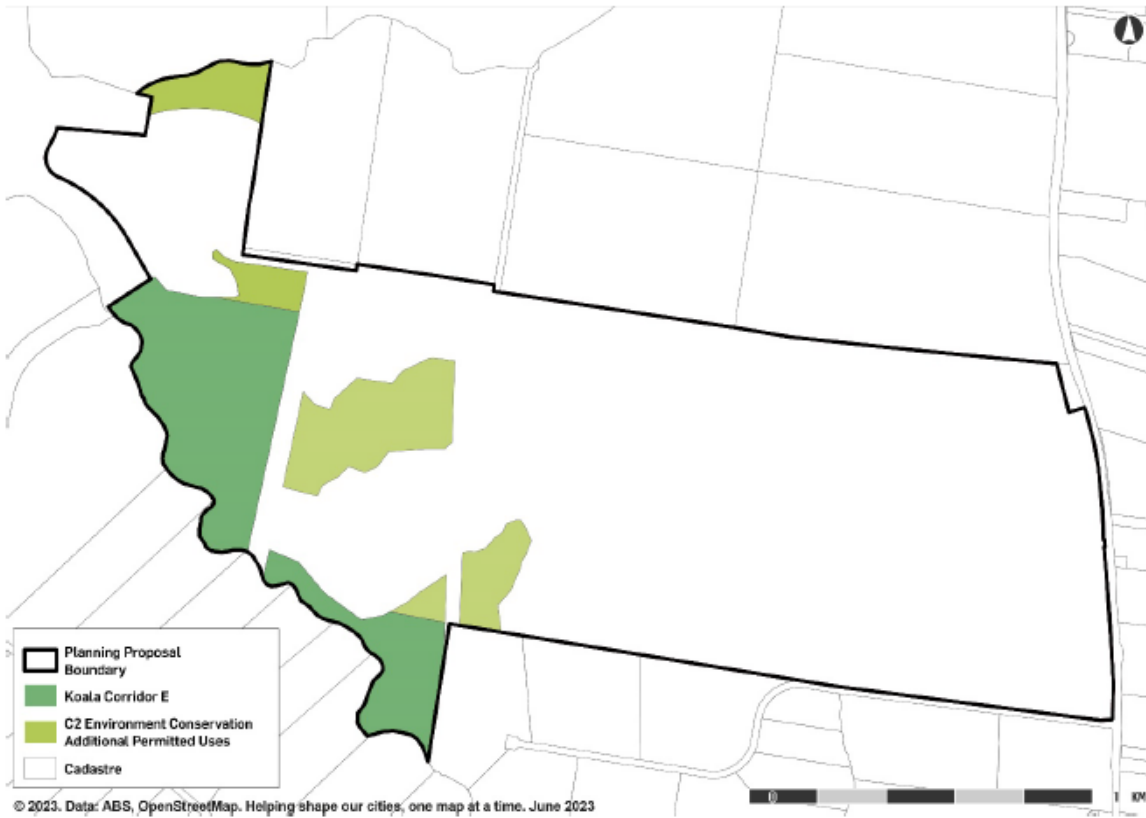 Planning Proposal
Boundary
Koala Corridor E
C2 Environment Conservation
Additional Permitted Uses
Cadastre
© 2023. Data: ABS, OpenStreetMap. Helping shape our cities, one map at a time. June 2023
0 1 KM